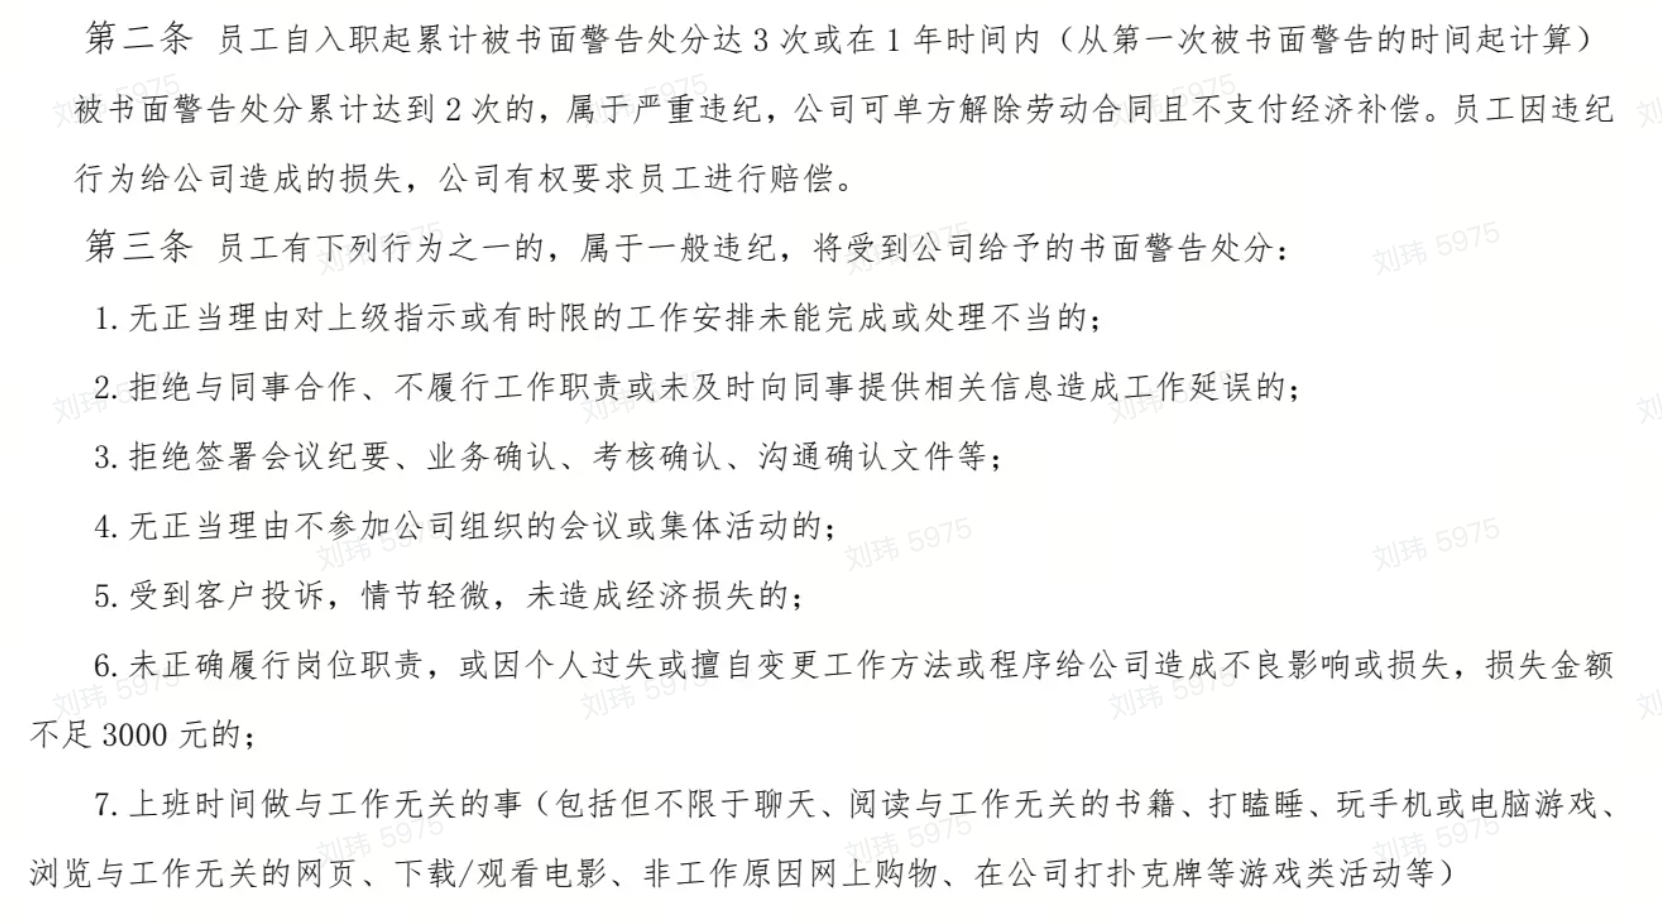 第二条 员工自入职起累计被书面警告处分达 3 次或在 1 年时间内（从第一次被书面警告的时间起计算）
被书面警告处分累计达到 2 次的，属于严重违纪，公司可单方解除劳动合同且不支付经济补偿。员工因违纪
行为给公司造成的损失，公司有权要求员工进行赔偿。
第三条 员工有下列行为之一的，属于一般违纪，将受到公司给予的书面警告处分：
1. 无正当理由对上级指示或有时限的工作安排未能完成或处理不当的；
2. 拒绝与同事合作、不履行工作职责或未及时向同事提供相关信息造成工作延误的；
3. 拒绝签署会议纪要、业务确认、考核确认、沟通确认文件等；
4. 无正当理由不参加公司组织的会议或集体活动的；
5. 受到客户投诉，情节轻微，未造成经济损失的；
6. 未正确履行岗位职责，或因个人过失或擅自变更工作方法或程序给公司造成不良影响或损失，损失金额
不足 3000 元的；
7. 上班时间做与工作无关的事（包括但不限于聊天、阅读与工作无关的书籍、打瞌睡、玩手机或电脑游戏、
浏览与工作无关的网页、下载/观看电影、非工作原因网上购物、在公司打扑克牌等游戏类活动等）
刘玮 5975